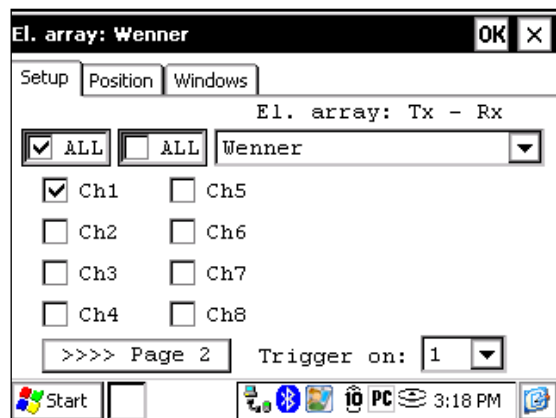 El. array: Wenner OK
Setup Position Windows
El. array: Tx - Rx
ALL ALL Wenner
Ch1 Ch5
Ch2 Ch6
Ch3 Ch7
Ch4 Ch8
>>>> Page 2 Trigger on: 1
Start PC 3:18 PM